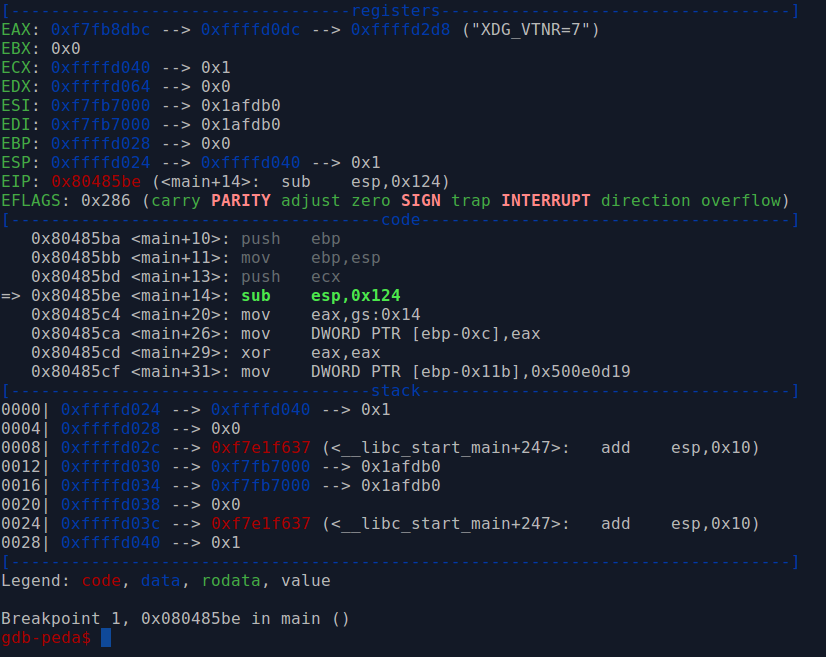 [----------------------------------registers-----------------------------------]
EAX: 0xf7fb8dbc --> 0xffffd0dc --> 0xffffd2d8 ("XDG_VTNR=7")
EBX: 0x0
ECX: 0xffffd040 --> 0x1
EDX: 0xffffd064 --> 0x0
ESI: 0xf7fb7000 --> 0x1afdb0
EDI: 0xf7fb7000 --> 0x1afdb0
EBP: 0xffffd028 --> 0x0
ESP: 0xffffd024 --> 0xffffd040 --> 0x1
EIP: 0x80485be (<main+14>:  sub    esp,0x124)
EFLAGS: 0x286 (carry PARITY adjust zero SIGN trap INTERRUPT direction overflow)
[-------------------------------------code-------------------------------------]
   0x80485ba <main+10>: push   ebp
   0x80485bb <main+11>: mov    ebp,esp
   0x80485bd <main+13>: push   ecx
=> 0x80485be <main+14>: sub    esp,0x124
   0x80485c4 <main+20>: mov    eax,gs:0x14
   0x80485ca <main+26>: mov    DWORD PTR [ebp-0xc],eax
   0x80485cd <main+29>: xor    eax,eax
   0x80485cf <main+31>: mov    DWORD PTR [ebp-0x11b],0x500e0d19
[------------------------------------stack-------------------------------------]
0000| 0xffffd024 --> 0xffffd040 --> 0x1
0004| 0xffffd028 --> 0x0
0008| 0xffffd02c --> 0xf7e1f637 (<__libc_start_main+247>:   add    esp,0x10)
0012| 0xffffd030 --> 0xf7fb7000 --> 0x1afdb0
0016| 0xffffd034 --> 0xf7fb7000 --> 0x1afdb0
0020| 0xffffd038 --> 0x0
0024| 0xffffd03c --> 0xf7e1f637 (<__libc_start_main+247>:   add    esp,0x10)
0028| 0xffffd040 --> 0x1
[------------------------------------------------------------------------------]
Legend: code, data, rodata, value

Breakpoint 1, 0x080485be in main ()
gdb-peda$